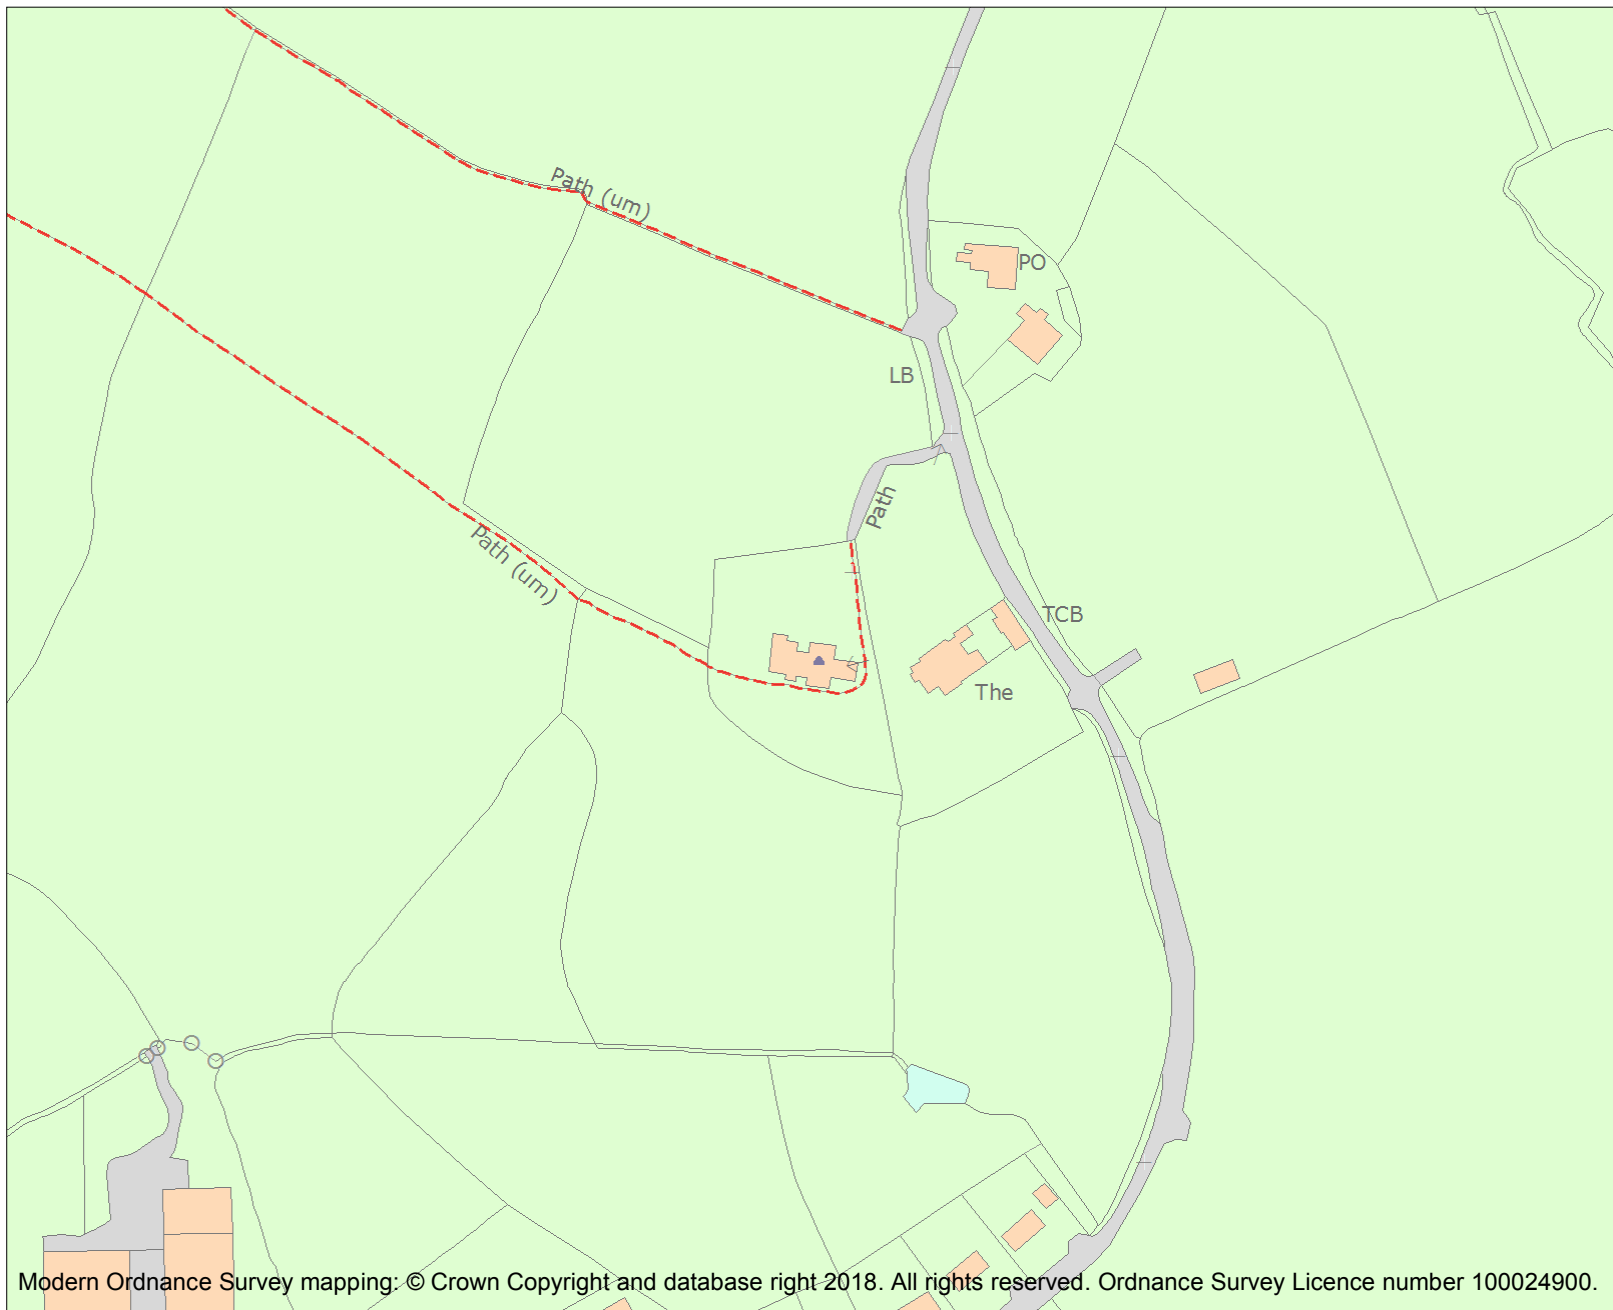 Path (um)
PO
LB
Path
Path (um)
TCB
The
Modern Ordnance Survey mapping: © Crown Copyright and database right 2018. All rights reserved. Ordnance Survey Licence number 100024900.